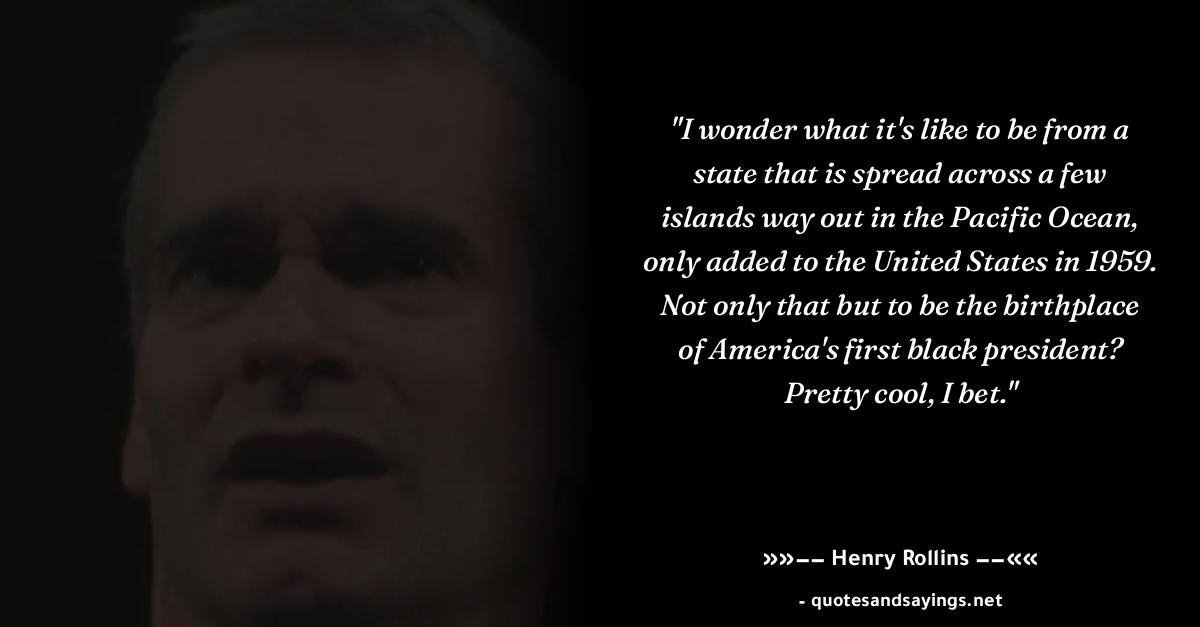 "I wonder what it's like to be from a
state that is spread across a few
islands way out in the Pacific Ocean,
only added to the United States in 1959.
Not only that but to be the birthplace
of America's first black president?
Pretty cool, I bet."
»»−− Henry Rollins −−««
- quotesandsayings.net